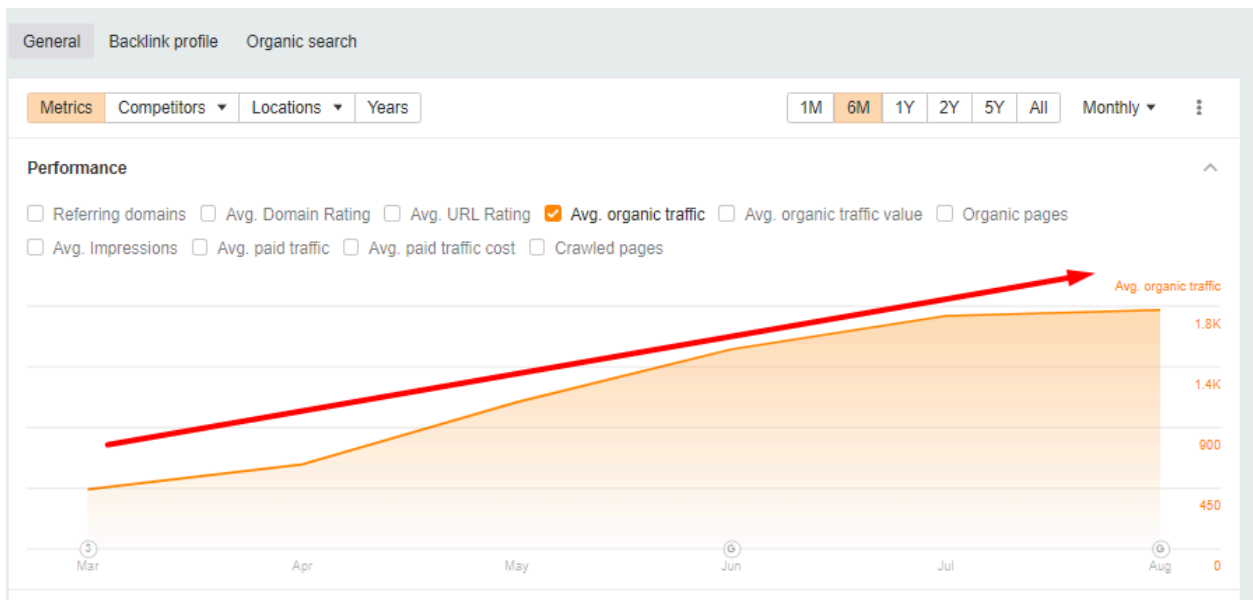 General Backlink profile Organic search
Metrics Competitors Locations Years 1M 6M 1Y 2Y 5Y All Monthly
Performance
Referring domains Avg. Domain Rating Avg. URL Rating Avg. organic traffic Avg. organic traffic value Organic pages
Avg. Impressions Avg. paid traffic Avg. paid traffic cost Crawled pages
Avg. organic traffic
1.8K
1.4K
900
450
3 G G
Mar Apr May Jun Jul Aug 0